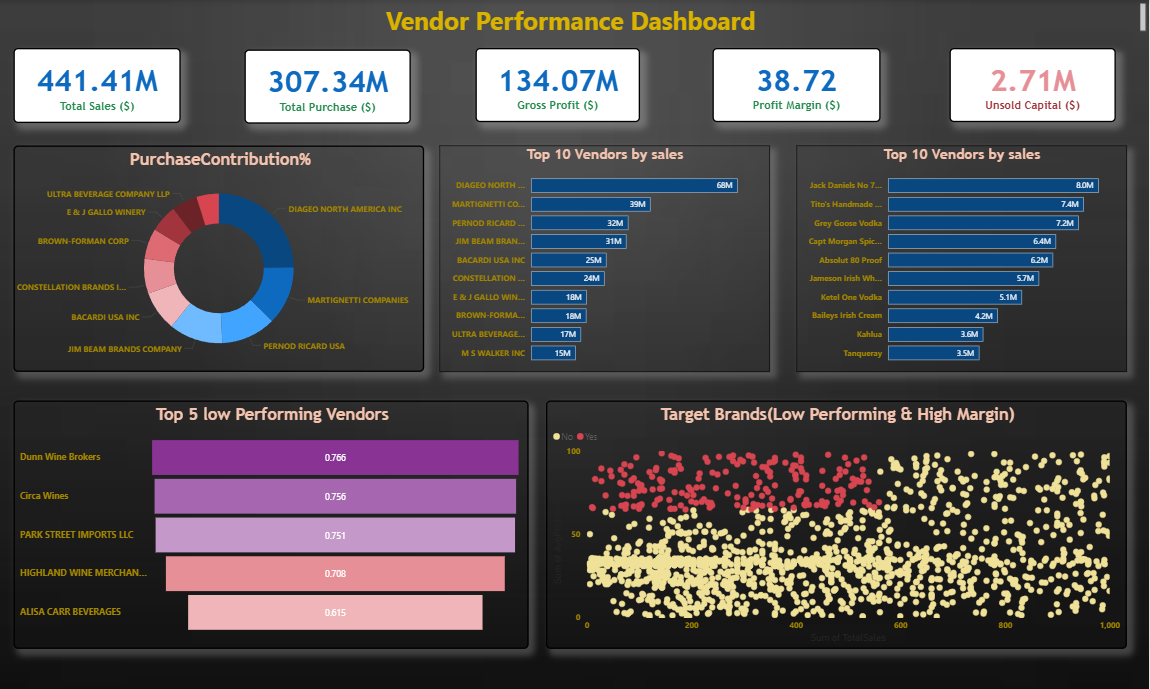 Vendor Performance Dashboard
441.41M
Total Sales ($)
307.34M
Total Purchase ($)
134.07M
Gross Profit ($)
38.72
Profit Margin ($)
2.71M
Unsold Capital ($)
PurchaseContribution%
ULTRA BEVERAGE COMPANY LLP
E & J GALLO WINERY
BROWN-FORMAN CORP
CONSTELLATION BRANDS I...
BACARDI USA INC
JIM BEAM BRANDS COMPANY
DIAGEO NORTH AMERICA INC
MARTIGNETTI COMPANIES
PERNOD RICARD USA
Top 10 Vendors by sales
DIAGEO NORTH ... 68M
MARTIGNETTI CO... 39M
PERNOD RICARD ... 32M
JIM BEAM BRAN... 31M
BACARDI USA INC 25M
CONSTELLATION ... 24M
E & J GALLO WIN... 18M
BROWN-FORMA... 18M
ULTRA BEVERAGE... 17M
M S WALKER INC 15M
Top 10 Vendors by sales
Jack Daniels No 7... 8.0M
Tito's Handmade ... 7.4M
Grey Goose Vodka 7.2M
Capt Morgan Spic... 6.4M
Absolut 80 Proof 6.2M
Jameson Irish Wh... 5.7M
Ketel One Vodka 5.1M
Baileys Irish Cream 4.2M
Kahlua 3.6M
Tanqueray 3.5M
Top 5 low Performing Vendors
Dunn Wine Brokers 0.766
Circa Wines 0.756
PARK STREET IMPORTS LLC 0.751
HIGHLAND WINE MERCHAN... 0.708
ALISA CARR BEVERAGES 0.615
Target Brands(Low Performing & High Margin)
No Yes
100
50
0
0 200 400 600 800 1,000
Sum of TotalSales